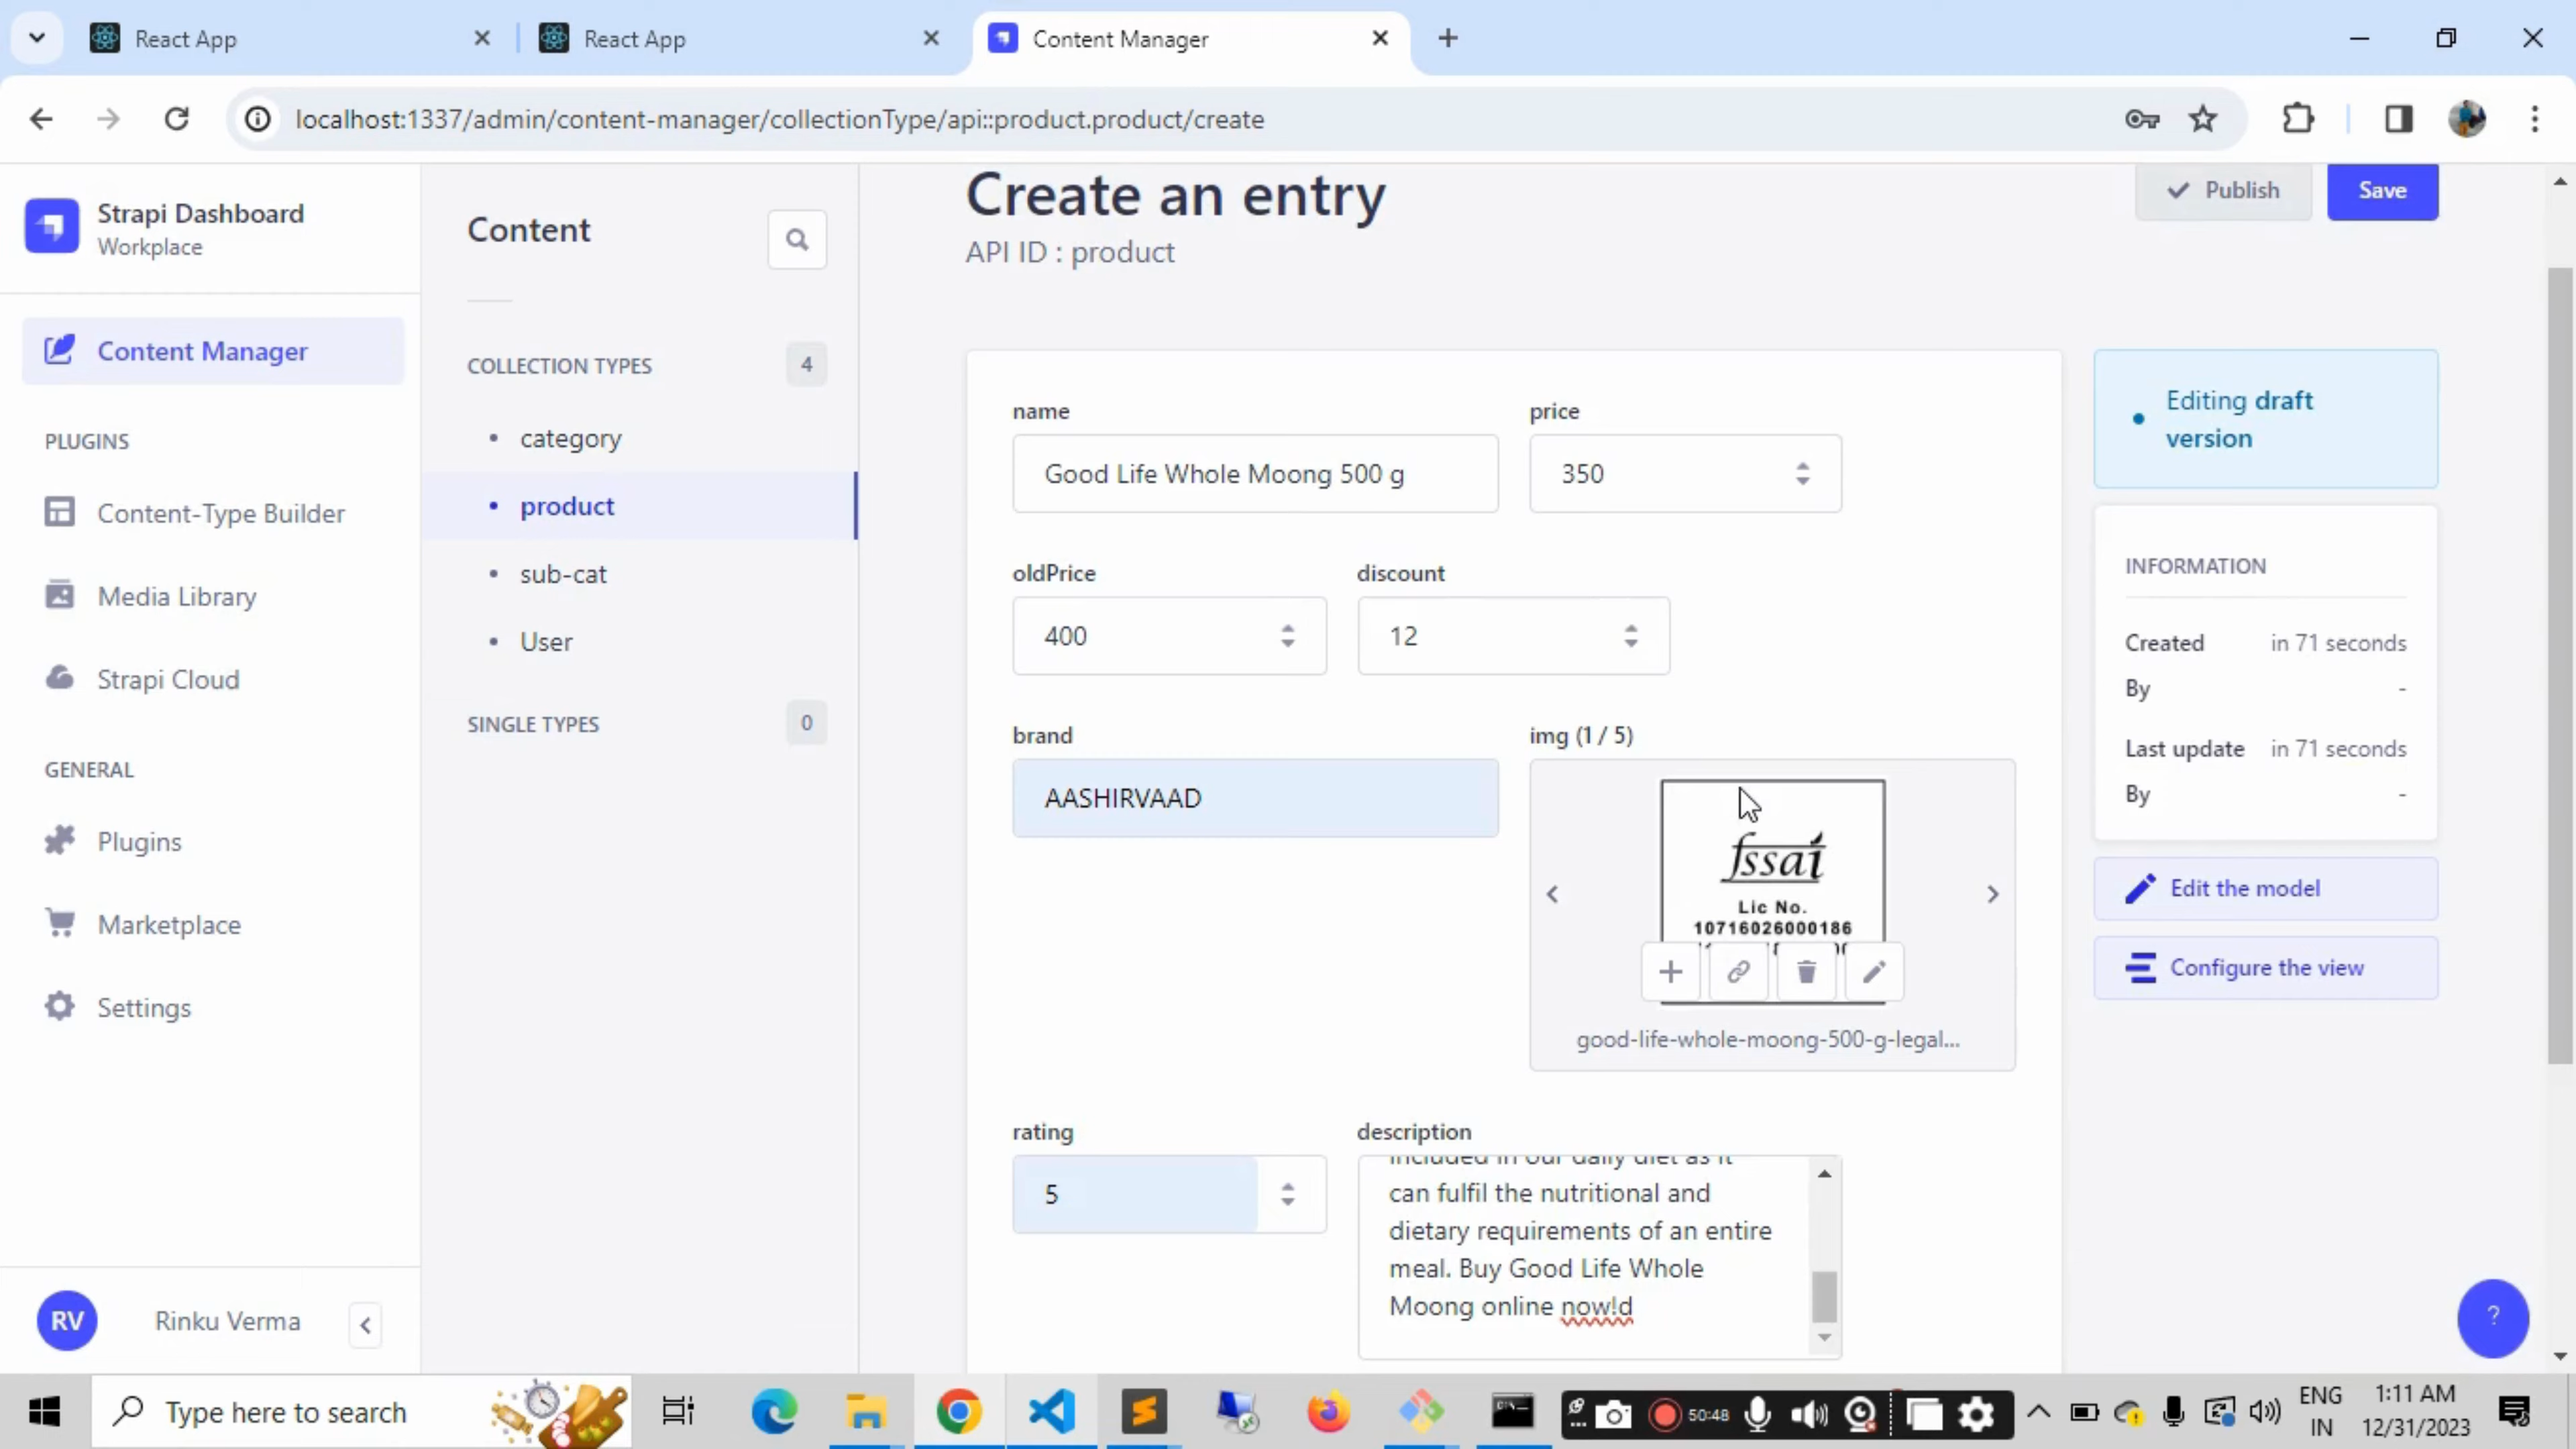 React App
React App
Content Manager
localhost:1337/admin/content-manager/collectionType/api::product.product/create
Strapi Dashboard
Workplace
Content Manager
PLUGINS
Content-Type Builder
Media Library
Strapi Cloud
GENERAL
Plugins
Marketplace
Settings
RV
Rinku Verma
Content
COLLECTION TYPES 4
category
product
sub-cat
User
SINGLE TYPES 0
Create an entry
API ID : product
Publish
Save
name
Good Life Whole Moong 500 g
price
350
oldPrice
400
discount
12
brand
AASHIRVAAD
img (1 / 5)
fssai
Lic No.
10716026000186
good-life-whole-moong-500-g-legal...
rating
5
description
included in our daily diet as it
can fulfil the nutritional and
dietary requirements of an entire
meal. Buy Good Life Whole
Moong online now!d
Editing draft
version
INFORMATION
Created in 71 seconds
By -
Last update in 71 seconds
By -
Edit the model
Configure the view
?
Type here to search
50:48
ENG
IN
1:11 AM
12/31/2023